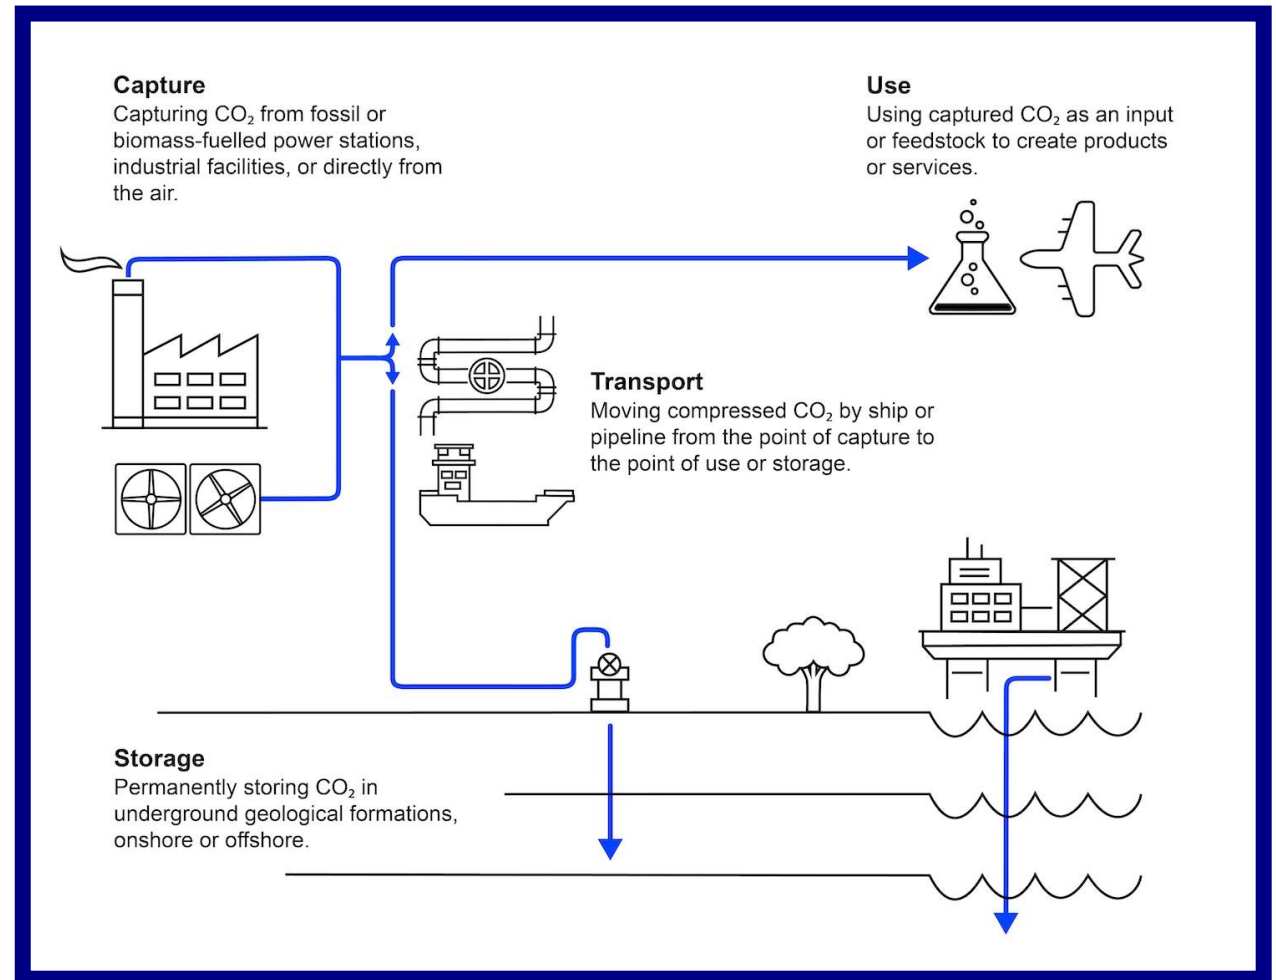 Capture
Capturing CO₂ from fossil or
biomass-fuelled power stations,
industrial facilities, or directly from
the air.
Use
Using captured CO₂ as an input
or feedstock to create products
or services.
Transport
Moving compressed CO₂ by ship or
pipeline from the point of capture to
the point of use or storage.
Storage
Permanently storing CO₂ in
underground geological formations,
onshore or offshore.